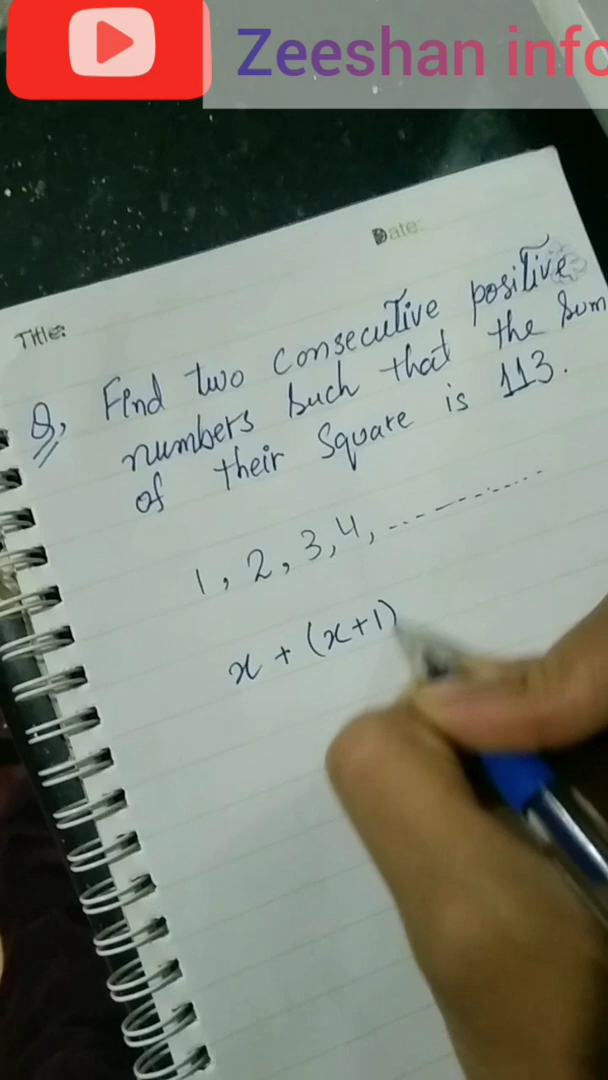 Zeeshan info
Date:
Title:
Q, Find two consecutive positive
numbers such that the sum
of their square is 113.
1, 2, 3, 4, ............
x + (x+1)